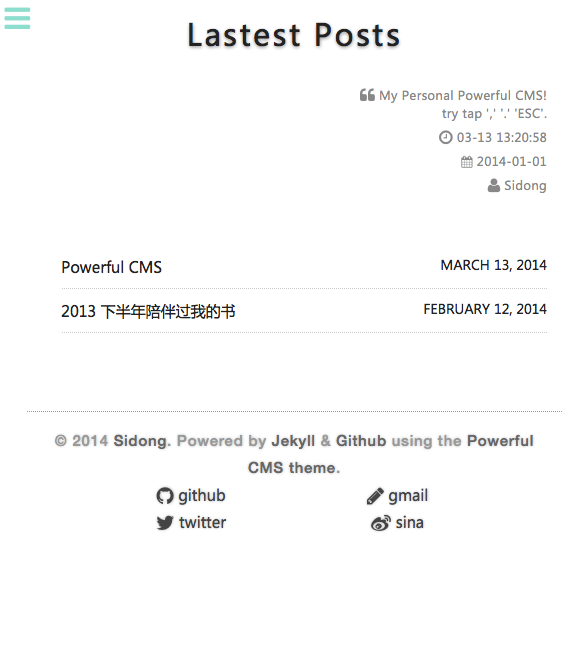 Lastest Posts
My Personal Powerful CMS!
try tap ',' '.' 'ESC'.
03-13 13:20:58
2014-01-01
Sidong
Powerful CMS MARCH 13, 2014
2013 下半年陪伴过我的书 FEBRUARY 12, 2014
© 2014 Sidong. Powered by Jekyll & Github using the Powerful
CMS theme.
github gmail
twitter sina